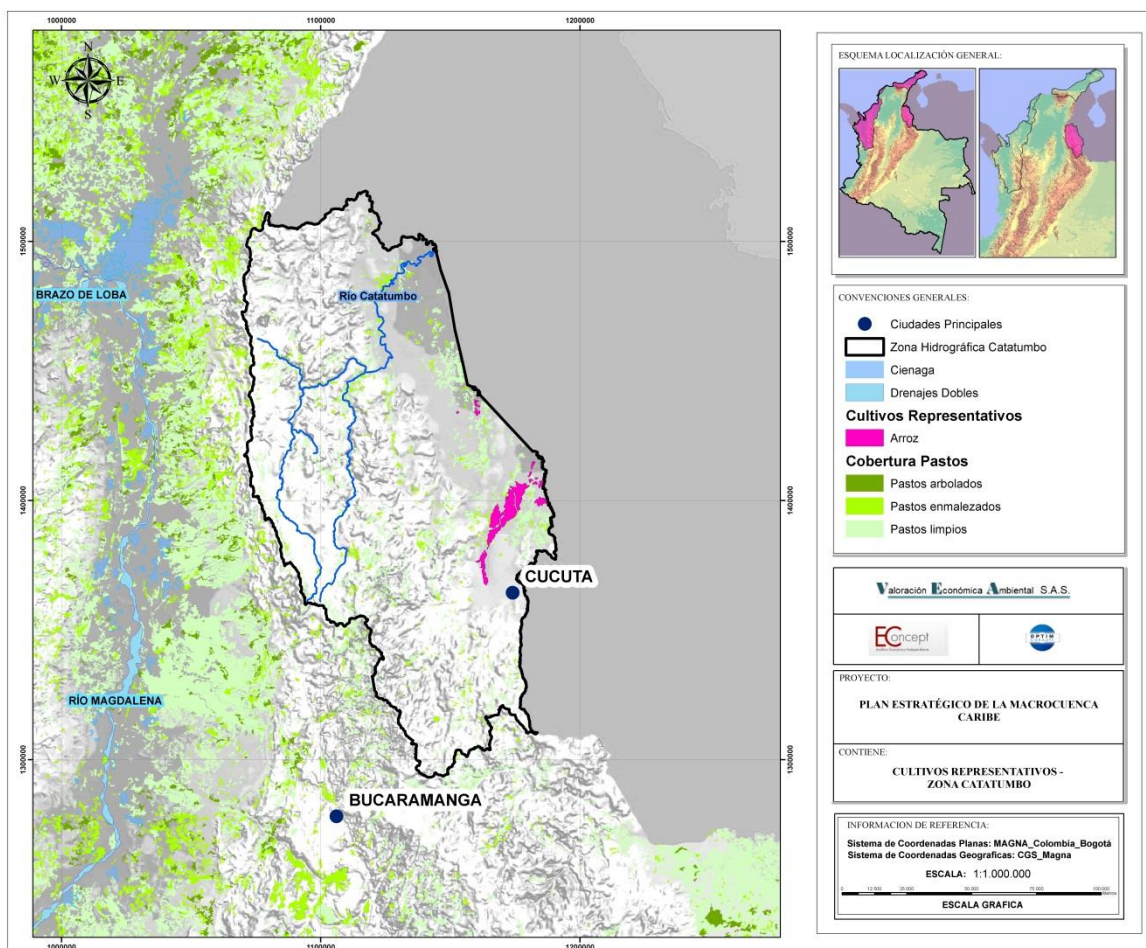 1000000
1100000
1200000
N
W
E
S
1500000
1500000
BRAZO DE LOBA
Río Catatumbo
1400000
1400000
CUCUTA
RÍO MAGDALENA
1300000
1300000
BUCARAMANGA
1000000
1100000
1200000
ESQUEMA LOCALIZACIÓN GENERAL:
CONVENCIONES GENERALES:
Ciudades Principales
Zona Hidrográfica Catatumbo
Cienaga
Drenajes Dobles
Cultivos Representativos
Arroz
Cobertura Pastos
Pastos arbolados
Pastos enmalezados
Pastos limpios
Valoración Económica Ambiental S.A.S.
EConcept
OPTIM
PROYECTO:
PLAN ESTRATÉGICO DE LA MACROCUENCA
CARIBE
CONTIENE:
CULTIVOS REPRESENTATIVOS -
ZONA CATATUMBO
INFORMACION DE REFERENCIA:
Sistema de Coordenadas Planas: MAGNA_Colombia_Bogotá
Sistema de Coordenadas Geograficas: CGS_Magna
ESCALA: 1:1.000.000
ESCALA GRAFICA